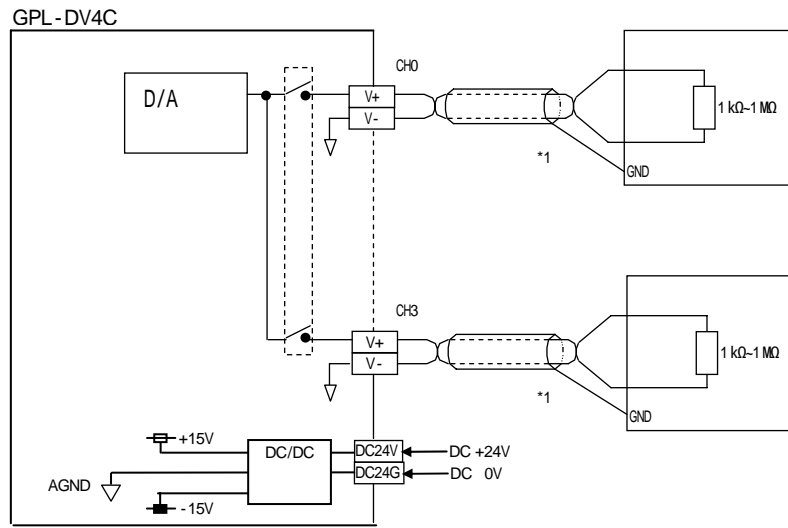 GPL-DV4C
D/A
CH0
V+
V-
1 kΩ~1 MΩ
*1
GND
CH3
V+
V-
1 kΩ~1 MΩ
*1
GND
+15V
DC/DC
DC24V
DC +24V
DC24G
DC 0V
AGND
-15V